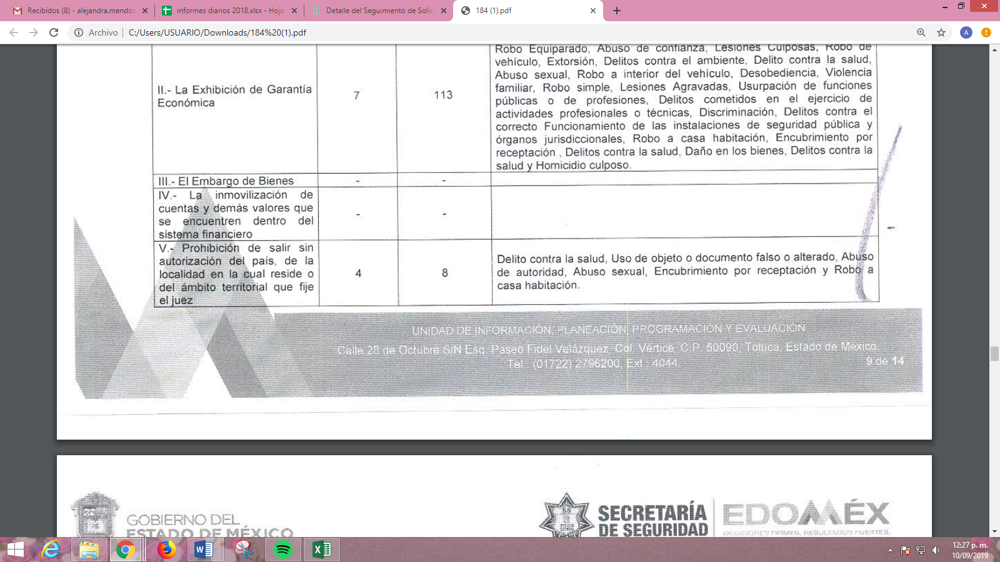 Recibidos (8) - alejandra.mendoz
informes diarios 2018.xlsx - Hoja
Detalle del Seguimiento de Solic
184 (1).pdf
Archivo
C:/Users/USUARIO/Downloads/184%20(1).pdf
A
II.- La Exhibición de Garantía
Económica
7
113
Robo Equiparado, Abuso de confianza, Lesiones Culposas, Robo de
vehículo, Extorsión, Delitos contra el ambiente, Delito contra la salud,
Abuso sexual, Robo a interior del vehículo, Desobediencia, Violencia
familiar, Robo simple, Lesiones Agravadas, Usurpación de funciones
públicas o de profesiones, Delitos cometidos en el ejercicio de
actividades profesionales o técnicas, Discriminación, Delitos contra el
correcto Funcionamiento de las instalaciones de seguridad pública y
órganos jurisdiccionales, Robo a casa habitación, Encubrimiento por
receptación , Delitos contra la salud, Daño en los bienes, Delitos contra la
salud y Homicidio culposo.
III.- El Embargo de Bienes
-
-
IV.- La inmovilización de
cuentas y demás valores que
se encuentren dentro del
sistema financiero
-
-
V.- Prohibición de salir sin
autorización del país, de la
localidad en la cual reside o
del ámbito territorial que fije
el juez
4
8
Delito contra la salud, Uso de objeto o documento falso o alterado, Abuso
de autoridad, Abuso sexual, Encubrimiento por receptación y Robo a
casa habitación.
UNIDAD DE INFORMACIÓN, PLANEACIÓN, PROGRAMACIÓN Y EVALUACIÓN
Calle 28 de Octubre S/N Esq. Paseo Fidel Velázquez, Col. Vértice, C.P. 50090, Toluca, Estado de México.
Tel.: (01722) 2796200, Ext.: 4044.
9 de 14
GOBIERNO DEL
ESTADO DE MÉXICO
SECRETARÍA
DE SEGURIDAD
EDOMÉX
DECISIONES FIRMES, RESULTADOS FUERTES.
12:27 p. m.
10/09/2019